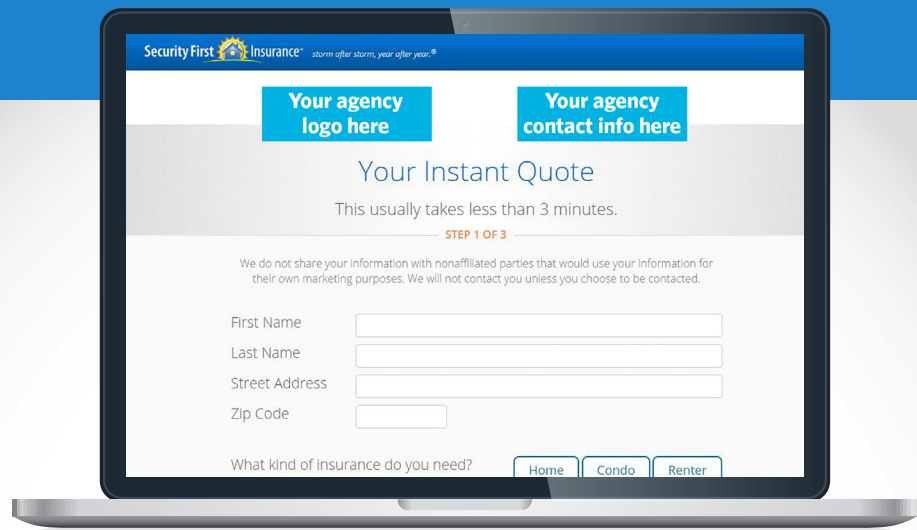 Security First Insurance™ storm after storm, year after year.®
Your agency
logo here
Your agency
contact info here
Your Instant Quote
This usually takes less than 3 minutes.
STEP 1 OF 3
We do not share your information with nonaffiliated parties that would use your information for
their own marketing purposes. We will not contact you unless you choose to be contacted.
First Name
Last Name
Street Address
Zip Code
What kind of insurance do you need? Home Condo Renter